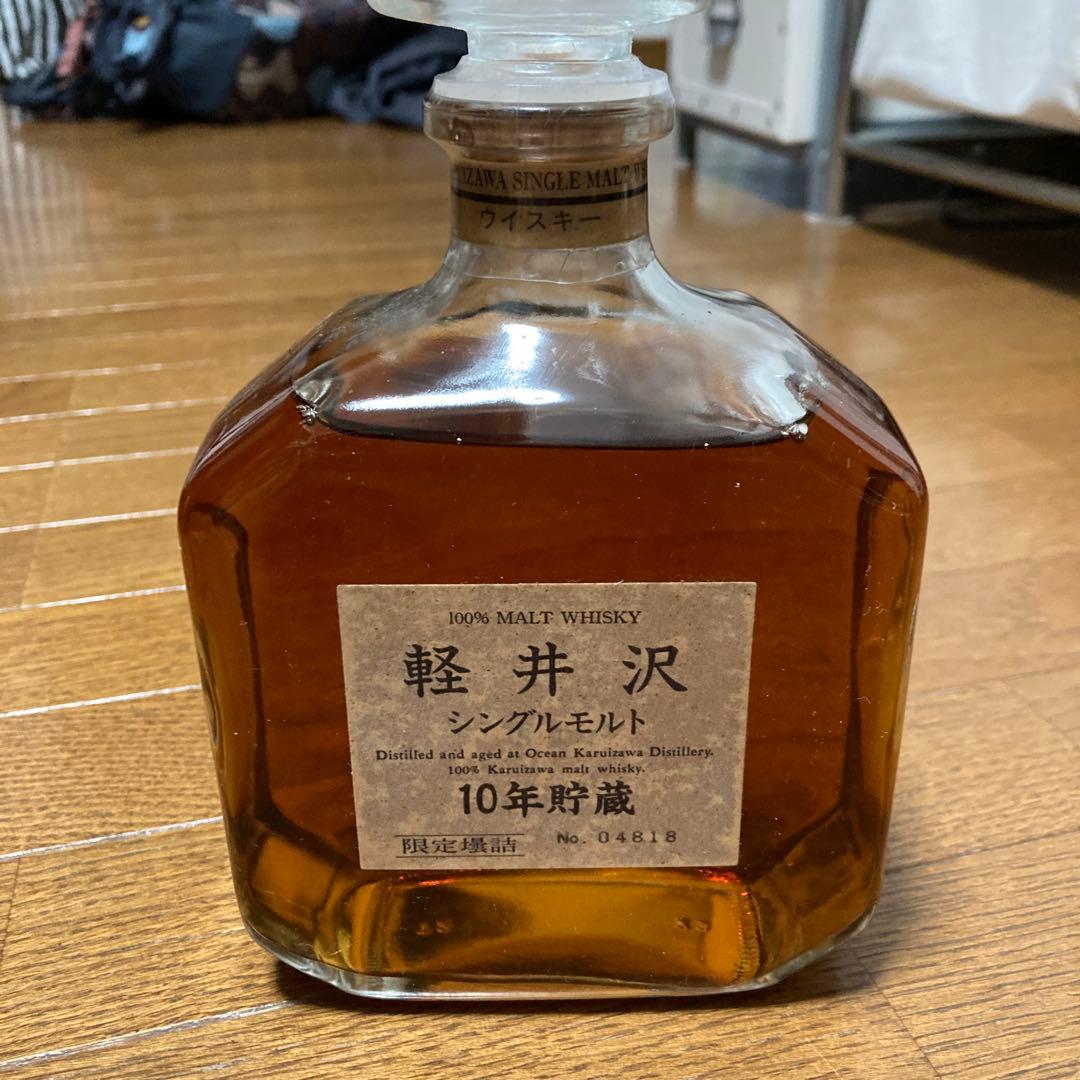 SINGLE MALT
ウイスキー
100% MALT WHISKY
軽井沢
シングルモルト
Distilled and aged at Ocean Karuizawa Distillery.
100% Karuizawa malt whisky.
10年貯蔵
限定壜詰 No. 04818